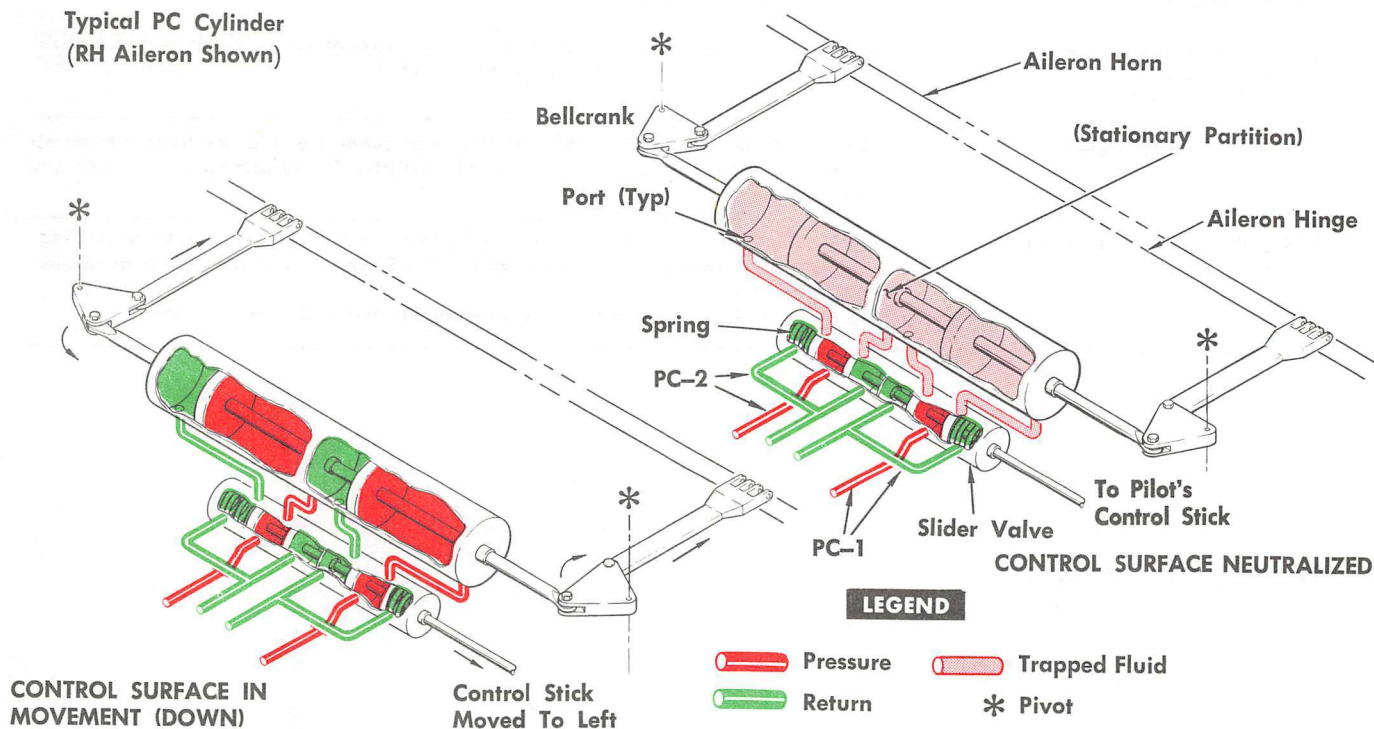 Typical PC Cylinder
(RH Aileron Shown)
*
Aileron Horn
Bellcrank
(Stationary Partition)
Port (Typ)
*
Aileron Hinge
Spring
*
PC–2
*
To Pilot's
Control Stick
Slider Valve
PC–1
CONTROL SURFACE NEUTRALIZED
LEGEND
Pressure
Trapped Fluid
Return
* Pivot
CONTROL SURFACE IN
MOVEMENT (DOWN)
Control Stick
Moved To Left